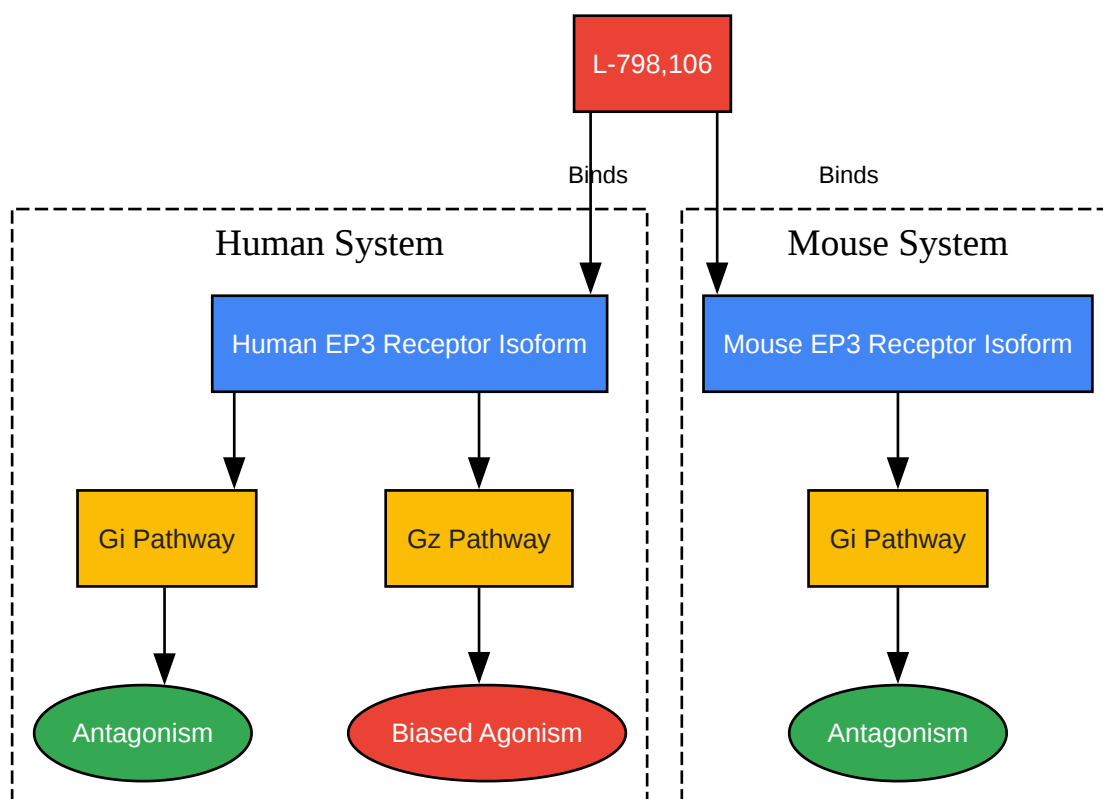 L-798,106
Binds
Binds
Human System
Mouse System
Human EP3 Receptor Isoform
Mouse EP3 Receptor Isoform
Gi Pathway
Gz Pathway
Gi Pathway
Antagonism
Biased Agonism
Antagonism